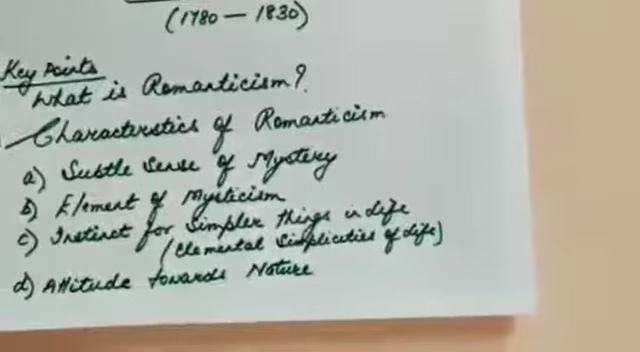 (1780 — 1830)
Key Points
What is Romanticism?
Characterstics of Romanticism
a) Subtle Sense of Mystery
b) Element of Mysticism
c) Instinct for Simpler things in life
(Elemental Simplicities of life)
d) Attitude towards Nature